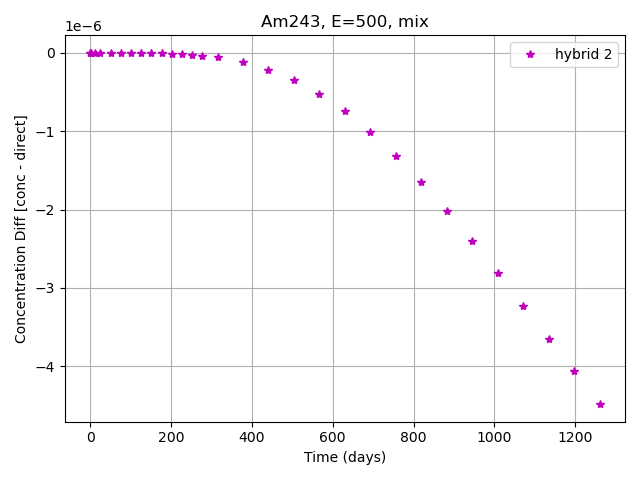 Am243, E=500, mix
1e−6
hybrid 2
0
−1
−2
−3
−4
Concentration Diff [conc - direct]
0 200 400 600 800 1000 1200
Time (days)